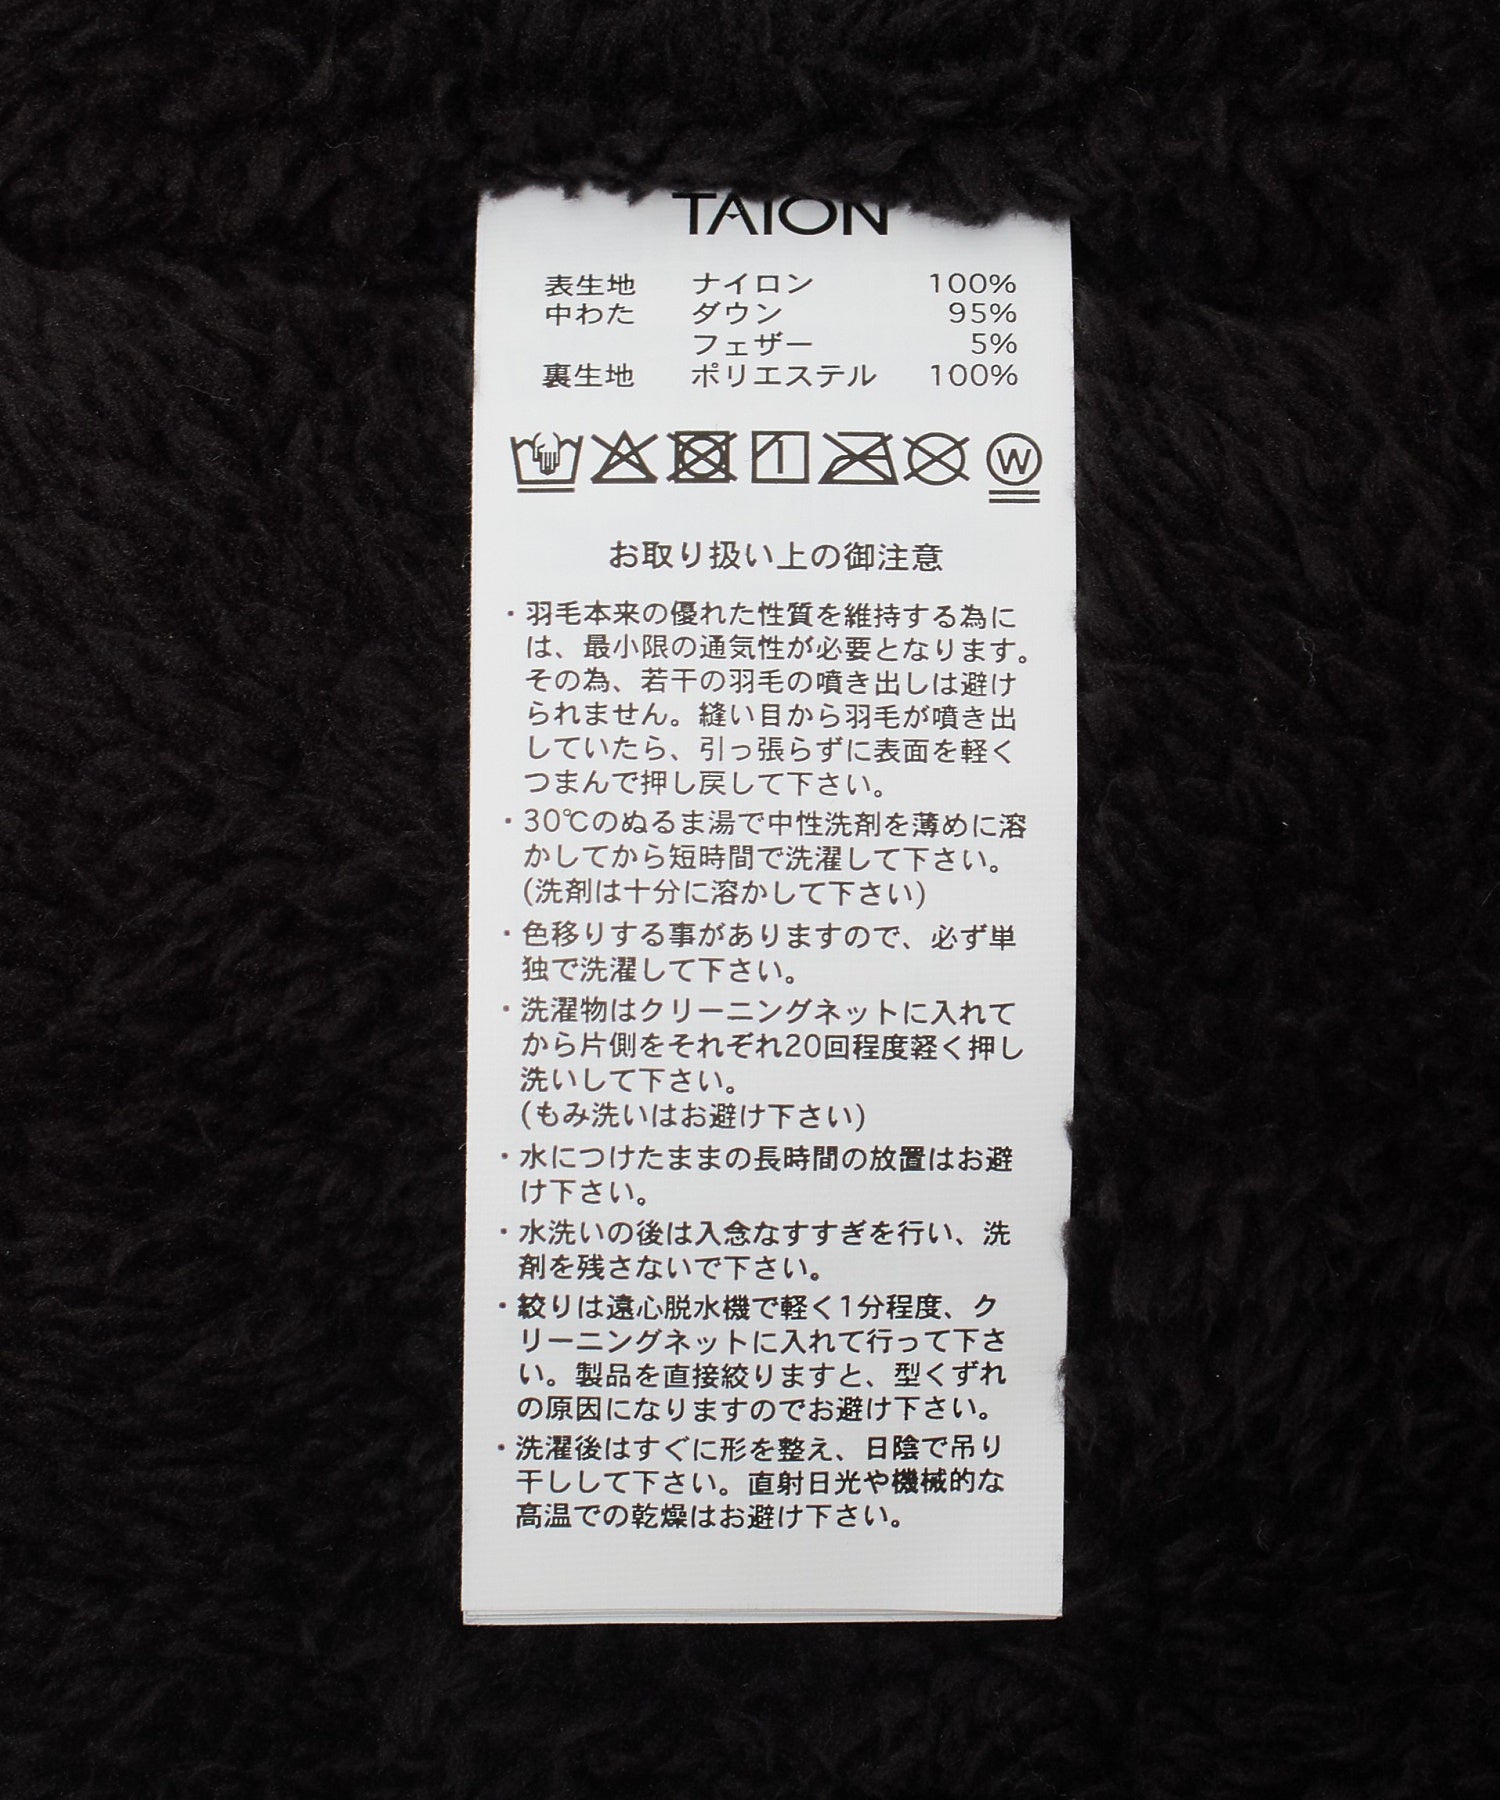 TAION
表生地 ナイロン 100%
中わた ダウン 95%
フェザー 5%
裏生地 ポリエステル 100%
W
お取り扱い上の御注意
・羽毛本来の優れた性質を維持する為に
は、最小限の通気性が必要となります。
その為、若干の羽毛の噴き出しは避け
られません。縫い目から羽毛が噴き出
していたら、引っ張らずに表面を軽く
つまんで押し戻して下さい。
・30℃のぬるま湯で中性洗剤を薄めに溶
かしてから短時間で洗濯して下さい。
(洗剤は十分に溶かして下さい)
・色移りする事がありますので、必ず単
独で洗濯して下さい。
・洗濯物はクリーニングネットに入れて
から片側をそれぞれ20回程度軽く押し
洗いして下さい。
(もみ洗いはお避け下さい)
・水につけたままの長時間の放置はお避
け下さい。
・水洗いの後は入念なすすぎを行い、洗
剤を残さないで下さい。
・絞りは遠心脱水機で軽く1分程度、ク
リーニングネットに入れて行って下さ
い。製品を直接絞りますと、型くずれ
の原因になりますのでお避け下さい。
・洗濯後はすぐに形を整え、日陰で吊り
干しして下さい。直射日光や機械的な
高温での乾燥はお避け下さい。